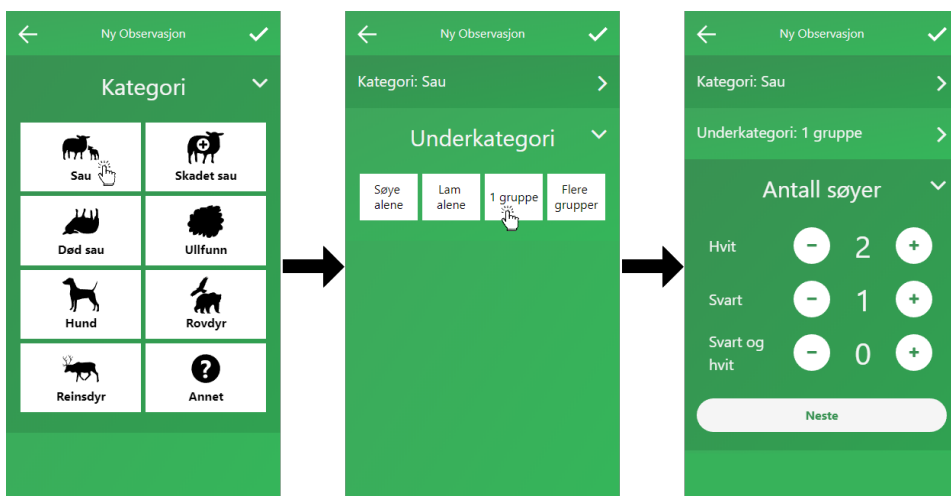 Ny Observasjon
Kategori
Sau
Skadet sau
Død sau
Ullfunn
Hund
Rovdyr
Reinsdyr
?
Annet
Ny Observasjon
Kategori: Sau
Underkategori
Søye
alene
Lam
alene
1 gruppe
Flere
grupper
Ny Observasjon
Kategori: Sau
Underkategori: 1 gruppe
Antall søyer
Hvit - 2 +
Svart - 1 +
Svart og
hvit - 0 +
Neste